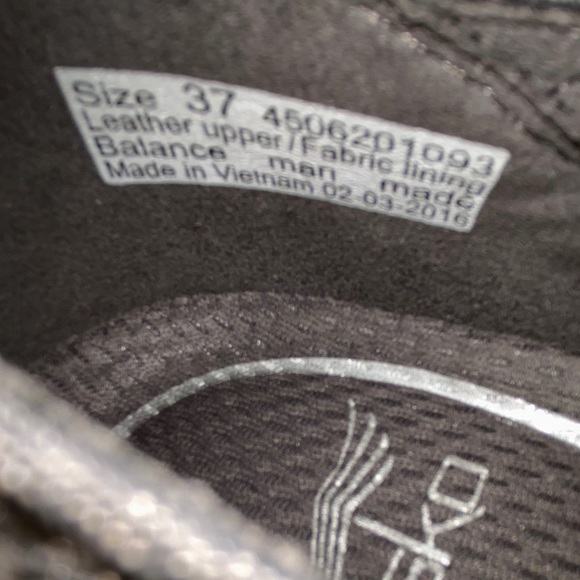 Size 37 4506201093
Leather upper/Fabric lining
Balance man made
Made in Vietnam 02-03-2016